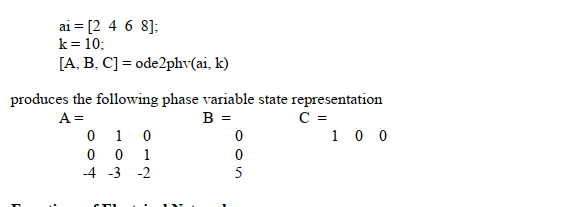 ai = [2 4 6 8];
k = 10;
[A, B, C] = ode2phv(ai, k)
produces the following phase variable state representation
A = B = C =
0 1 0 0 1 0 0
0 0 1 0
-4 -3 -2 5